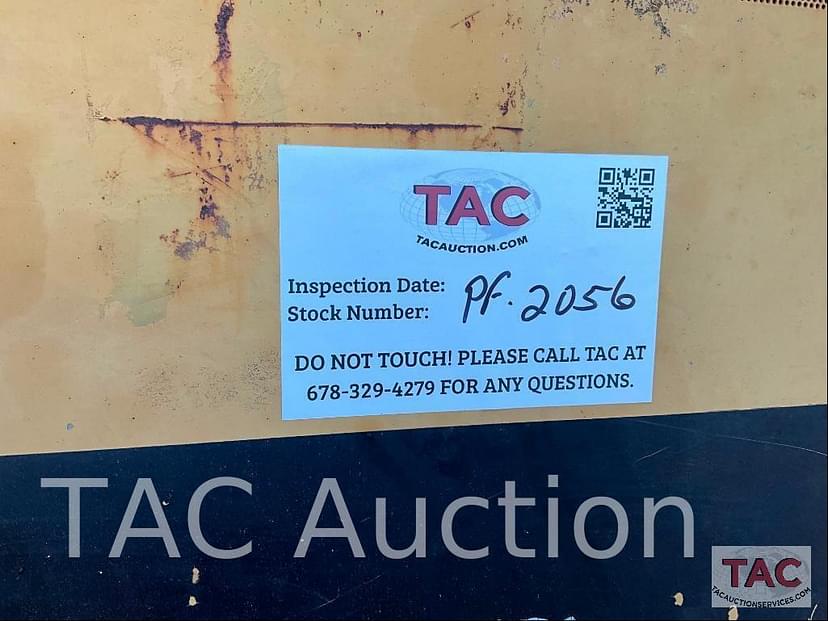 TAC
TACAUCTION.COM
Inspection Date:
Stock Number: PF. 2056
DO NOT TOUCH! PLEASE CALL TAC AT
678-329-4279 FOR ANY QUESTIONS.
TAC Auction
TAC
TACAUCTIONSERVICES.COM